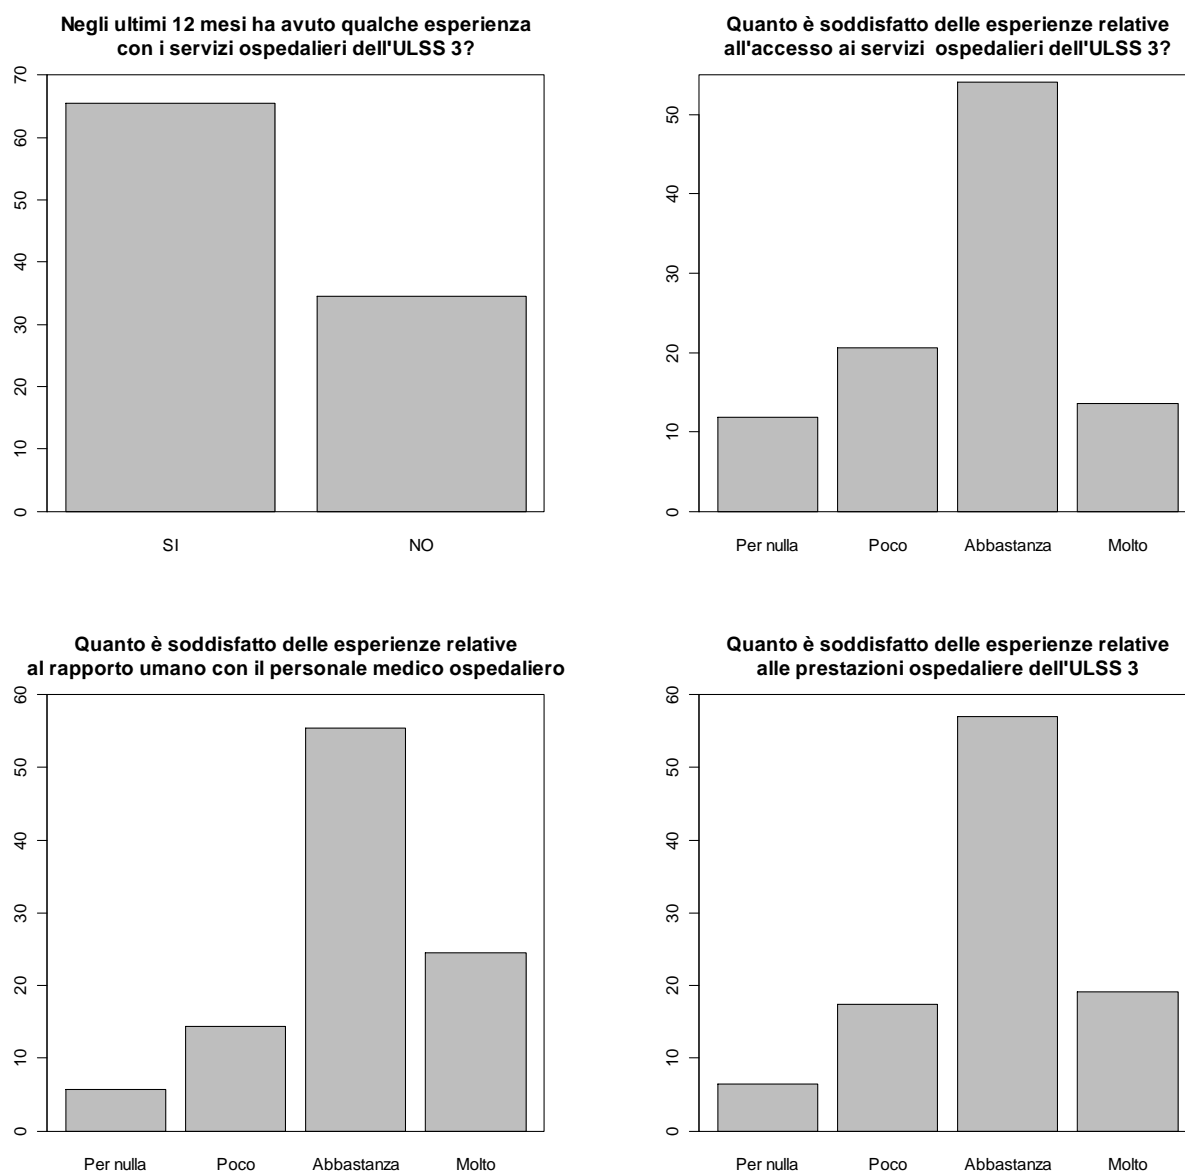 Negli ultimi 12 mesi ha avuto qualche esperienza
con i servizi ospedalieri dell'ULSS 3?
70
60
50
40
30
20
10
0
SI NO
Quanto è soddisfatto delle esperienze relative
all'accesso ai servizi ospedalieri dell'ULSS 3?
50
40
30
20
10
0
Per nulla Poco Abbastanza Molto
Quanto è soddisfatto delle esperienze relative
al rapporto umano con il personale medico ospedaliero
60
50
40
30
20
10
0
Per nulla Poco Abbastanza Molto
Quanto è soddisfatto delle esperienze relative
alle prestazioni ospedaliere dell'ULSS 3
60
50
40
30
20
10
0
Per nulla Poco Abbastanza Molto